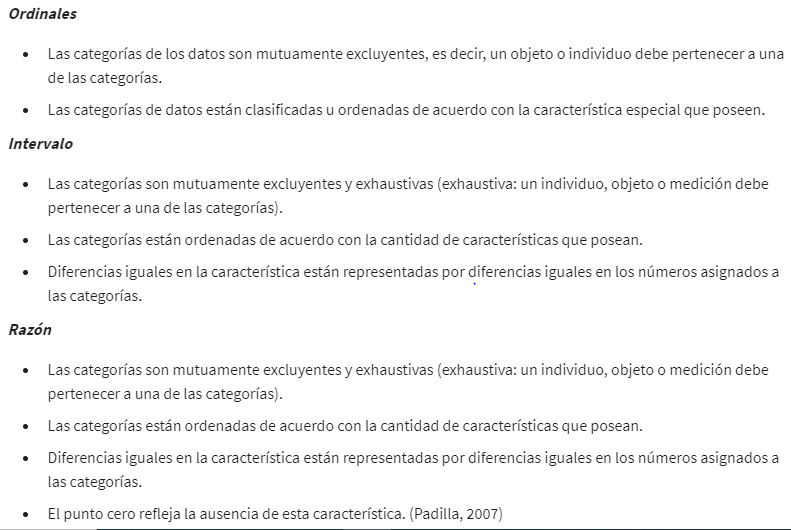 Ordinales
• Las categorías de los datos son mutuamente excluyentes, es decir, un objeto o individuo debe pertenecer a una
de las categorías.
• Las categorías de datos están clasificadas u ordenadas de acuerdo con la característica especial que poseen.
Intervalo
• Las categorías son mutuamente excluyentes y exhaustivas (exhaustiva: un individuo, objeto o medición debe
pertenecer a una de las categorías).
• Las categorías están ordenadas de acuerdo con la cantidad de características que posean.
• Diferencias iguales en la característica están representadas por diferencias iguales en los números asignados a
las categorías.
Razón
• Las categorías son mutuamente excluyentes y exhaustivas (exhaustiva: un individuo, objeto o medición debe
pertenecer a una de las categorías).
• Las categorías están ordenadas de acuerdo con la cantidad de características que posean.
• Diferencias iguales en la característica están representadas por diferencias iguales en los números asignados a
las categorías.
• El punto cero refleja la ausencia de esta característica. (Padilla, 2007)